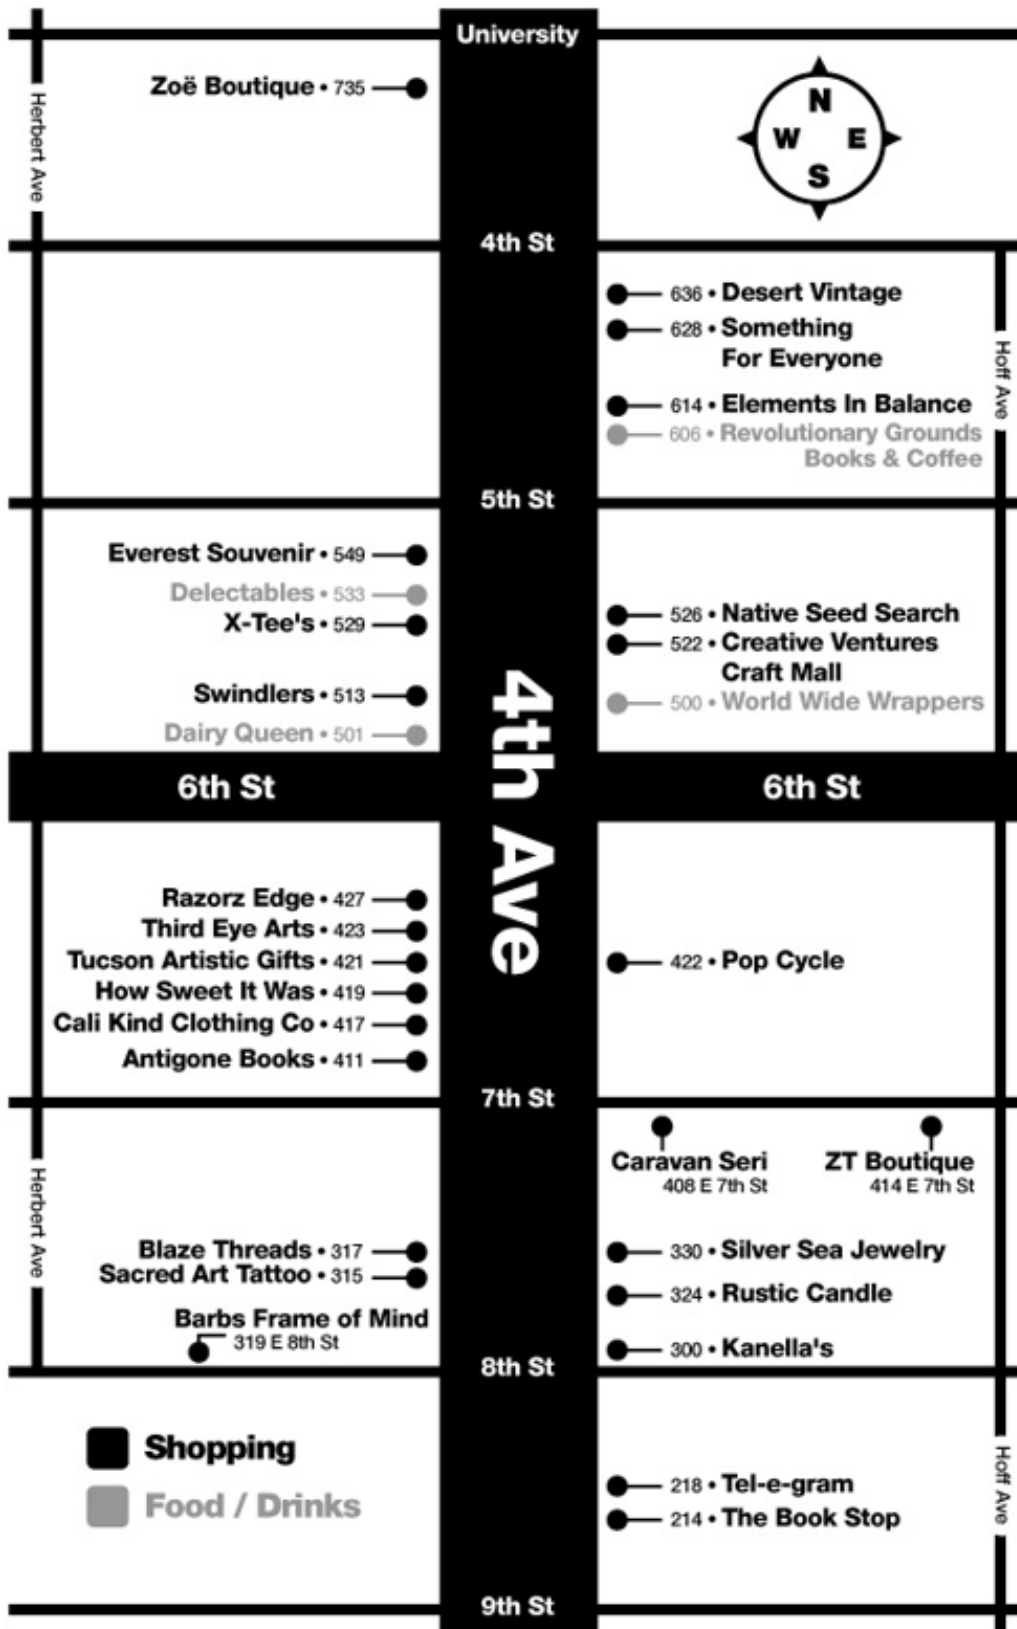 University
Zoë Boutique • 735
N
W E
S
Herbert Ave
4th St
636 • Desert Vintage
628 • Something
For Everyone
Hoff Ave
614 • Elements In Balance
606 • Revolutionary Grounds
Books & Coffee
5th St
Everest Souvenir • 549
Delectables • 533
X-Tee's • 529
Swindlers • 513
Dairy Queen • 501
526 • Native Seed Search
522 • Creative Ventures
Craft Mall
500 • World Wide Wrappers
4th Ave
6th St
6th St
Razorz Edge • 427
Third Eye Arts • 423
Tucson Artistic Gifts • 421
How Sweet It Was • 419
Cali Kind Clothing Co • 417
Antigone Books • 411
422 • Pop Cycle
7th St
Caravan Seri
408 E 7th St
ZT Boutique
414 E 7th St
Herbert Ave
Blaze Threads • 317
Sacred Art Tattoo • 315
Barbs Frame of Mind
319 E 8th St
330 • Silver Sea Jewelry
324 • Rustic Candle
300 • Kanella's
8th St
Shopping
Food / Drinks
218 • Tel-e-gram
214 • The Book Stop
Hoff Ave
9th St